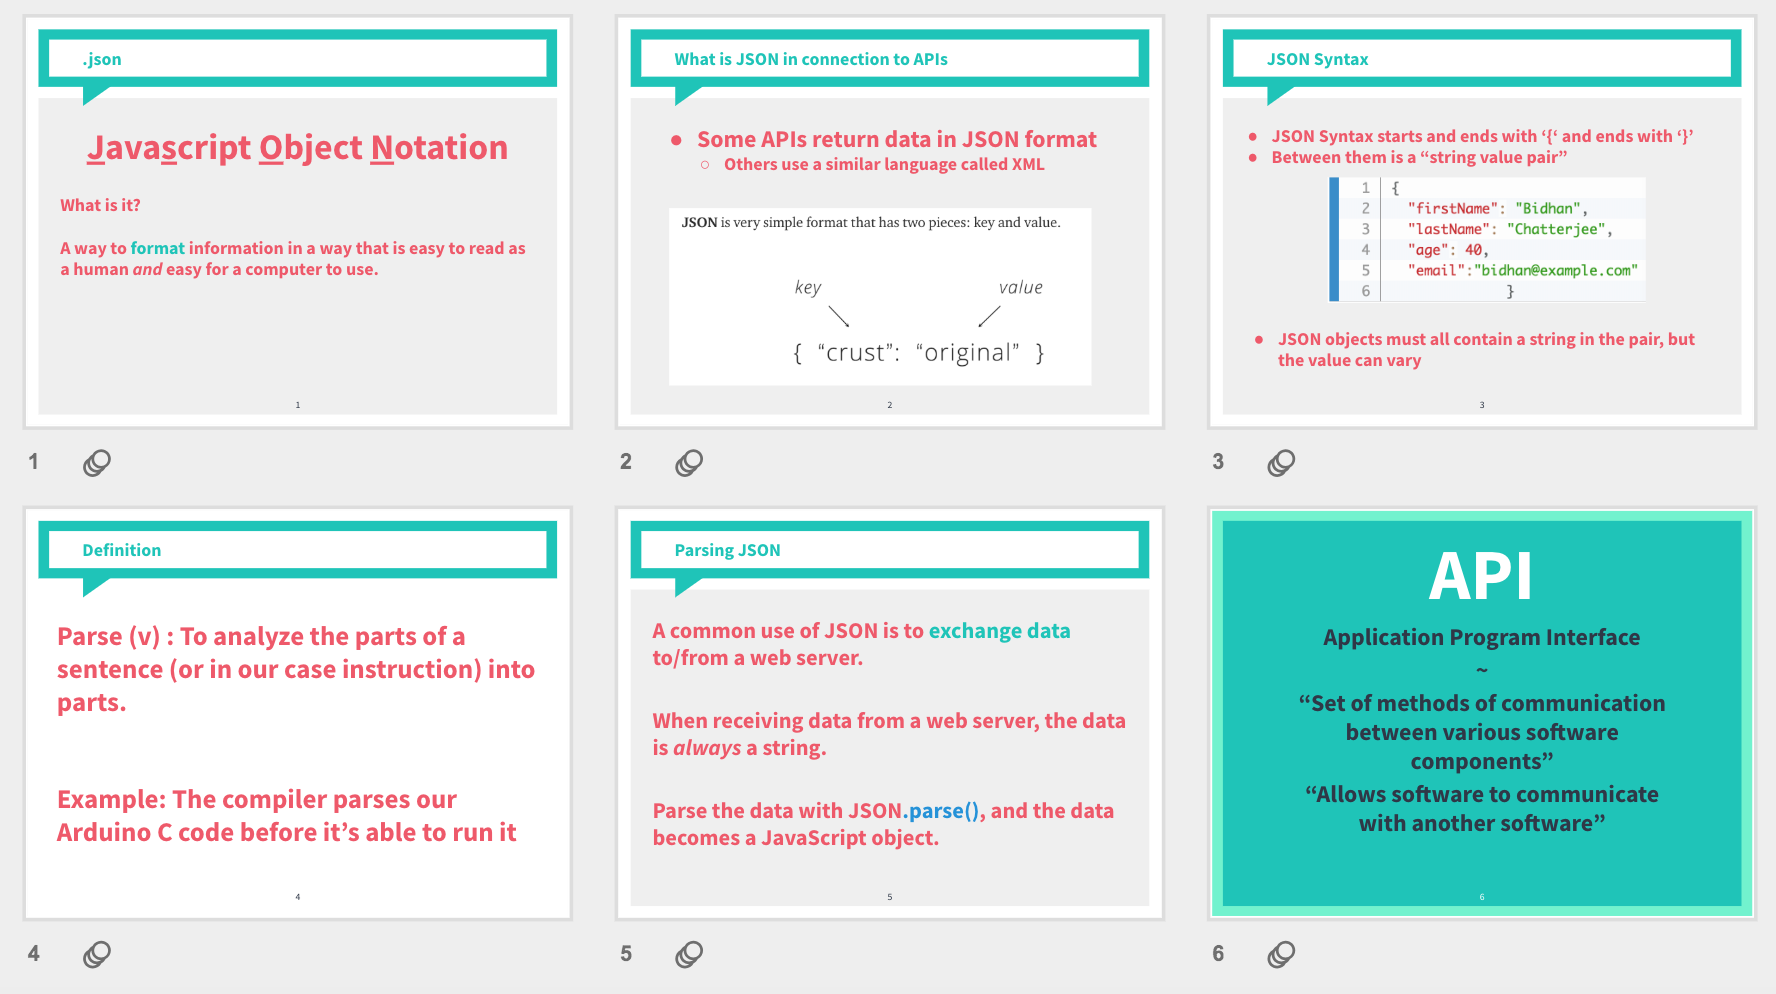 .json
Javascript Object Notation
What is it?
A way to format information in a way that is easy to read as
a human and easy for a computer to use.
1
1
What is JSON in connection to APIs
● Some APIs return data in JSON format
○ Others use a similar language called XML
JSON is very simple format that has two pieces: key and value.
key value
{ “crust”: “original” }
2
2
JSON Syntax
● JSON Syntax starts and ends with ‘{‘ and ends with ‘}’
● Between them is a “string value pair”
1 {
2 "firstName": "Bidhan",
3 "lastName": "Chatterjee",
4 "age": 40,
5 "email":"bidhan@example.com"
6 }
● JSON objects must all contain a string in the pair, but
the value can vary
3
3
Definition
Parse (v) : To analyze the parts of a
sentence (or in our case instruction) into
parts.
Example: The compiler parses our
Arduino C code before it’s able to run it
4
4
Parsing JSON
A common use of JSON is to exchange data
to/from a web server.
When receiving data from a web server, the data
is always a string.
Parse the data with JSON.parse(), and the data
becomes a JavaScript object.
5
5
API
Application Program Interface
~
“Set of methods of communication
between various software
components”
“Allows software to communicate
with another software”
6
6